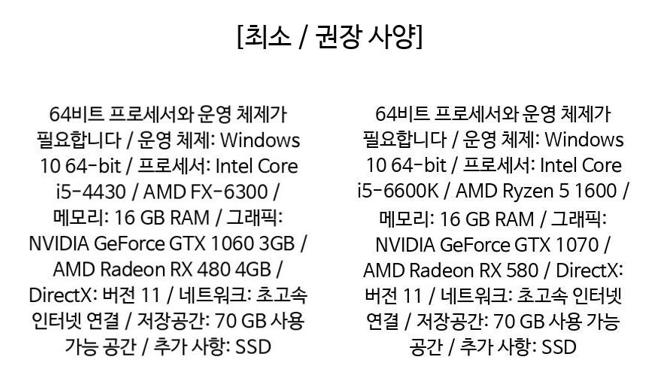 [최소 / 권장 사양]
64비트 프로세서와 운영 체제가
필요합니다 / 운영 체제: Windows
10 64-bit / 프로세서: Intel Core
i5-4430 / AMD FX-6300 /
메모리: 16 GB RAM / 그래픽:
NVIDIA GeForce GTX 1060 3GB /
AMD Radeon RX 480 4GB /
DirectX: 버전 11 / 네트워크: 초고속
인터넷 연결 / 저장공간: 70 GB 사용
가능 공간 / 추가 사항: SSD
64비트 프로세서와 운영 체제가
필요합니다 / 운영 체제: Windows
10 64-bit / 프로세서: Intel Core
i5-6600K / AMD Ryzen 5 1600 /
메모리: 16 GB RAM / 그래픽:
NVIDIA GeForce GTX 1070 /
AMD Radeon RX 580 / DirectX:
버전 11 / 네트워크: 초고속 인터넷
연결 / 저장공간: 70 GB 사용 가능
공간 / 추가 사항: SSD